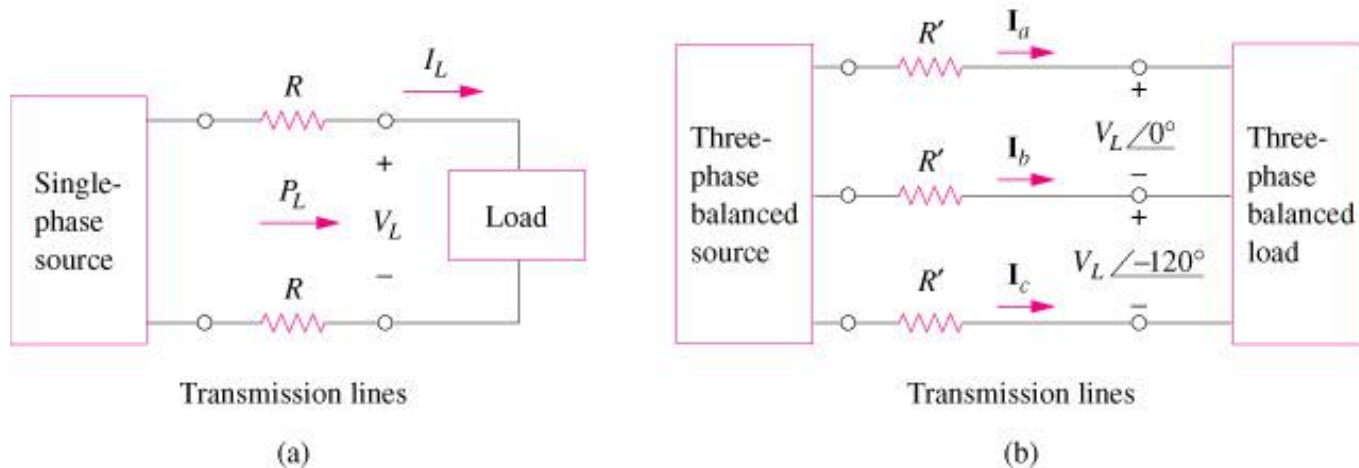 R
I_L
Single-
phase
source
P_L
+
V_L
−
Load
R
Transmission lines
(a)
Three-
phase
balanced
source
R′
I_a
+
V_L ∠0°
−
R′
I_b
+
V_L ∠−120°
−
R′
I_c
Three-
phase
balanced
load
Transmission lines
(b)